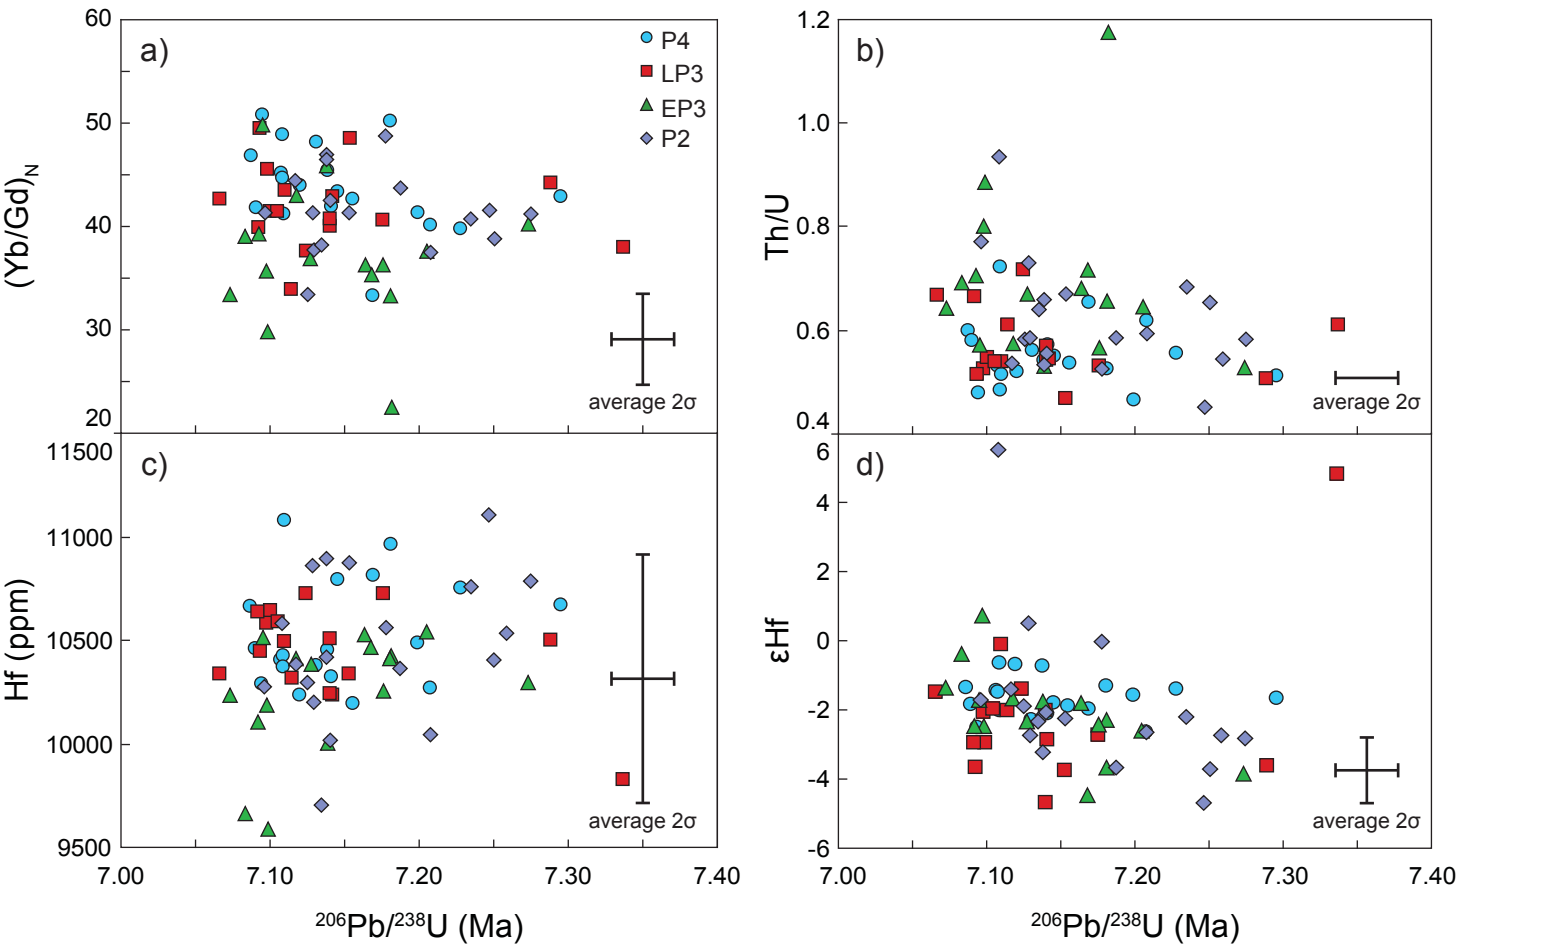 a)
P4
LP3
EP3
P2
60
50
40
30
20
(Yb/Gd)N
average 2σ
b)
1.2
1.0
0.8
0.6
0.4
Th/U
average 2σ
c)
11500
11000
10500
10000
9500
Hf (ppm)
average 2σ
7.00
7.10
7.20
7.30
7.40
206Pb/238U (Ma)
d)
6
4
2
0
-2
-4
-6
εHf
average 2σ
7.00
7.10
7.20
7.30
7.40
206Pb/238U (Ma)